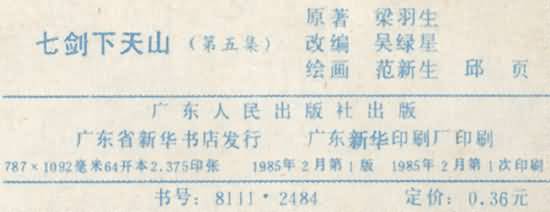 原著 梁羽生
七剑下天山（第五集） 改编 吴绿星
绘画 范新生 邱页
广东人民出版社出版
广东省新华书店发行 广东新华印刷厂印刷
787×1092毫米64开本2.375印张 1985年2月第1版 1985年2月第1次印刷
书号：8111·2484 定价：0.36元